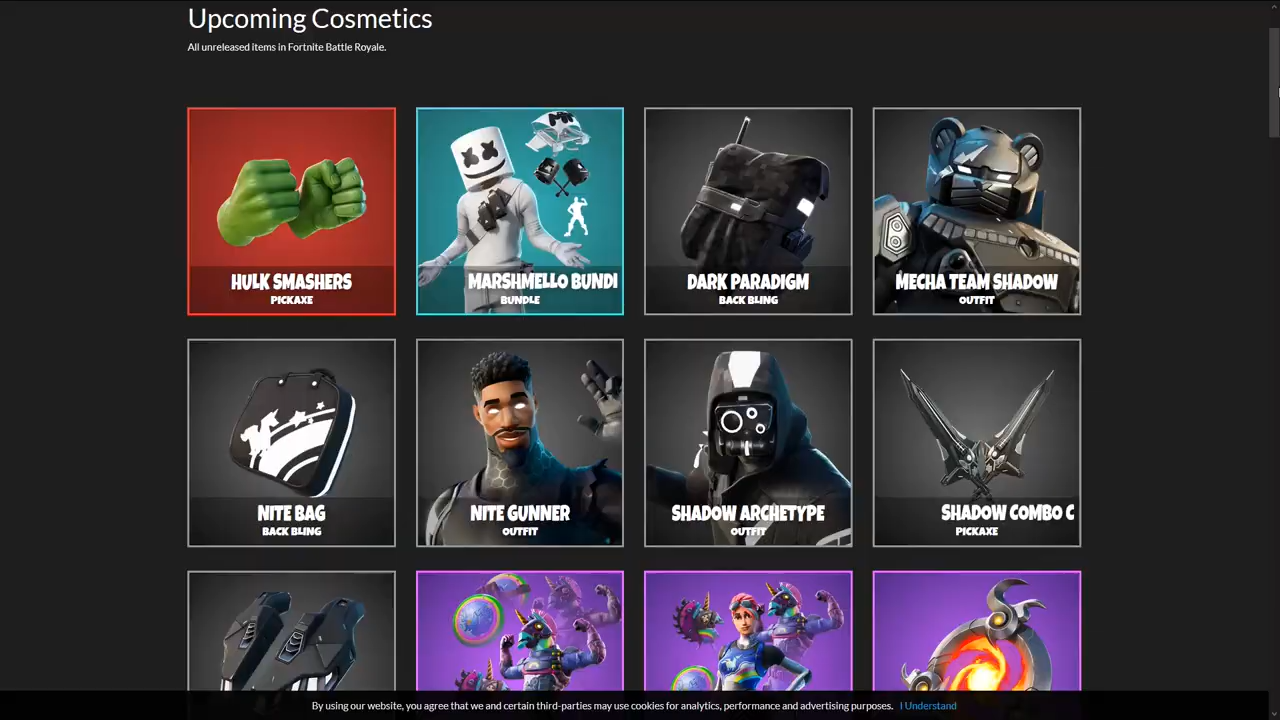 Upcoming Cosmetics
All unreleased items in Fortnite Battle Royale.
HULK SMASHERS
PICKAXE
MARSHMELLO BUNDI
BUNDLE
DARK PARADIGM
BACK BLING
MECHA TEAM SHADOW
OUTFIT
NITE BAG
BACK BLING
NITE GUNNER
OUTFIT
SHADOW ARCHETYPE
OUTFIT
SHADOW COMBO C
PICKAXE
By using our website, you agree that we and certain third-parties may use cookies for analytics, performance and advertising purposes. I Understand